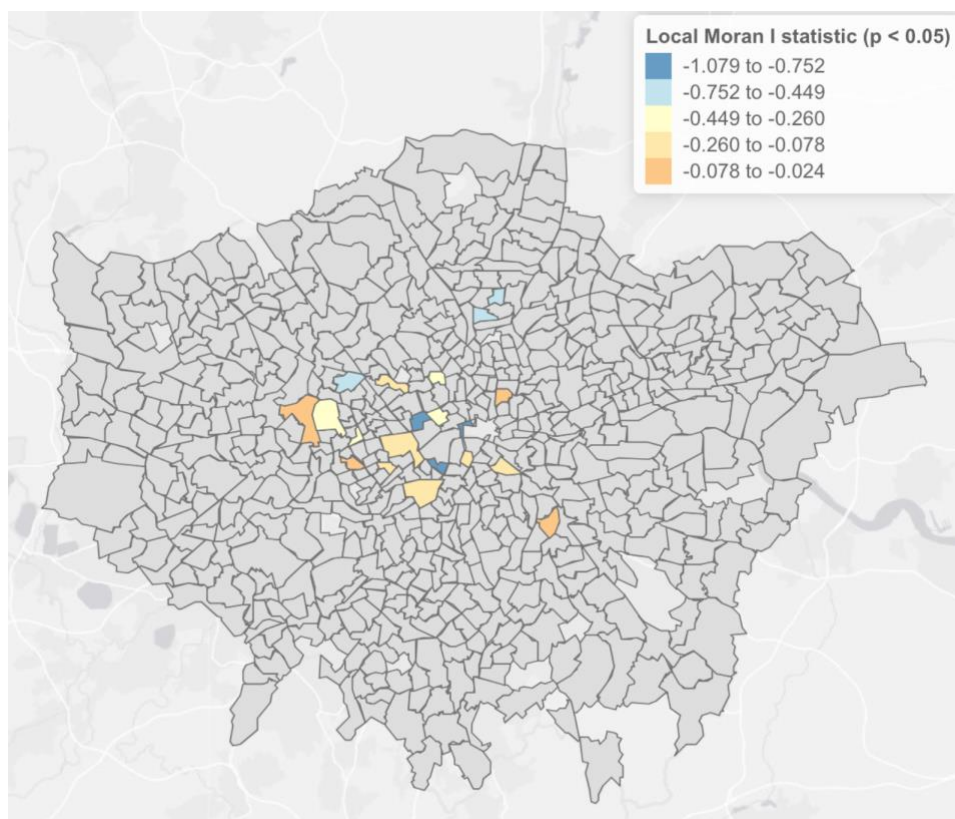 Local Moran I statistic (p < 0.05)
-1.079 to -0.752
-0.752 to -0.449
-0.449 to -0.260
-0.260 to -0.078
-0.078 to -0.024